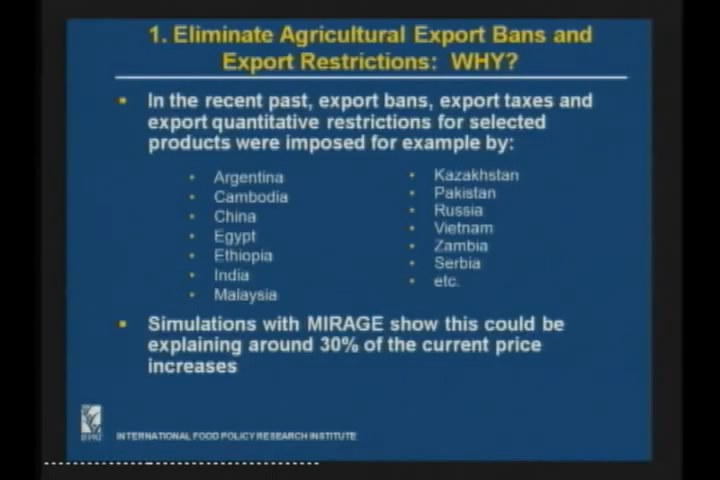 1. Eliminate Agricultural Export Bans and
Export Restrictions: WHY?
In the recent past, export bans, export taxes and
export quantitative restrictions for selected
products were imposed for example by:
Argentina
Cambodia
China
Egypt
Ethiopia
India
Malaysia
Kazakhstan
Pakistan
Russia
Vietnam
Zambia
Serbia
etc.
Simulations with MIRAGE show this could be
explaining around 30% of the current price
increases
IFPRI
INTERNATIONAL FOOD POLICY RESEARCH INSTITUTE